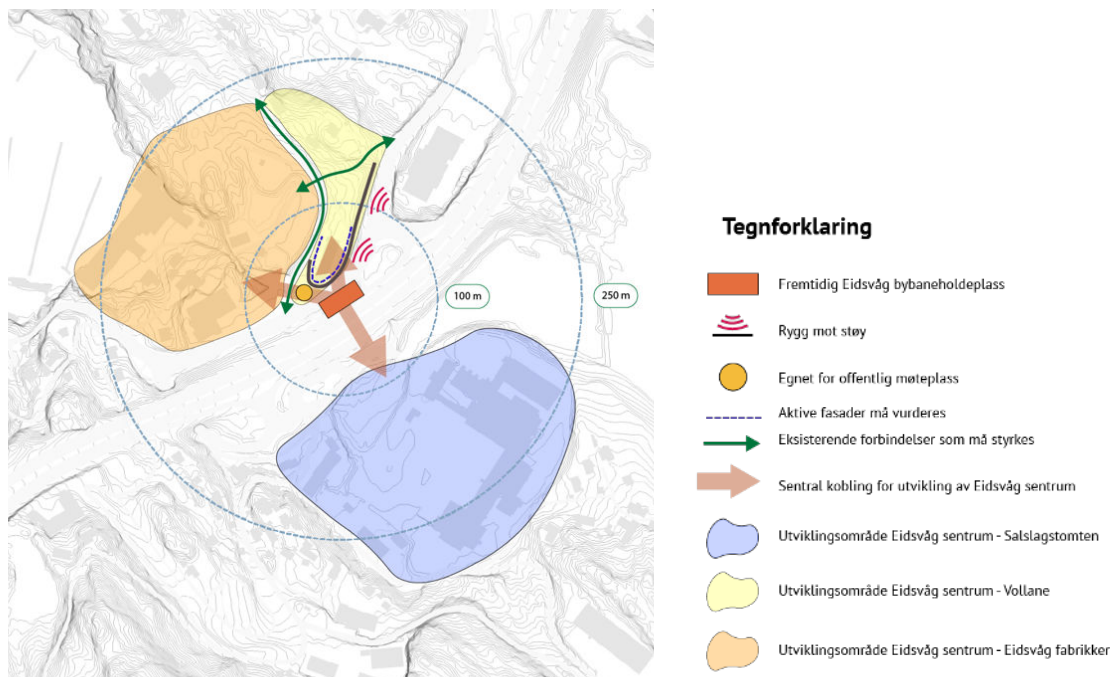 100 m
250 m
Tegnforklaring
Fremtidig Eidsvåg bybaneholdeplass
Rygg mot støy
Egnet for offentlig møteplass
Aktive fasader må vurderes
Eksisterende forbindelser som må styrkes
Sentral kobling for utvikling av Eidsvåg sentrum
Utviklingsområde Eidsvåg sentrum - Salslagstomten
Utviklingsområde Eidsvåg sentrum - Vollane
Utviklingsområde Eidsvåg sentrum - Eidsvåg fabrikker